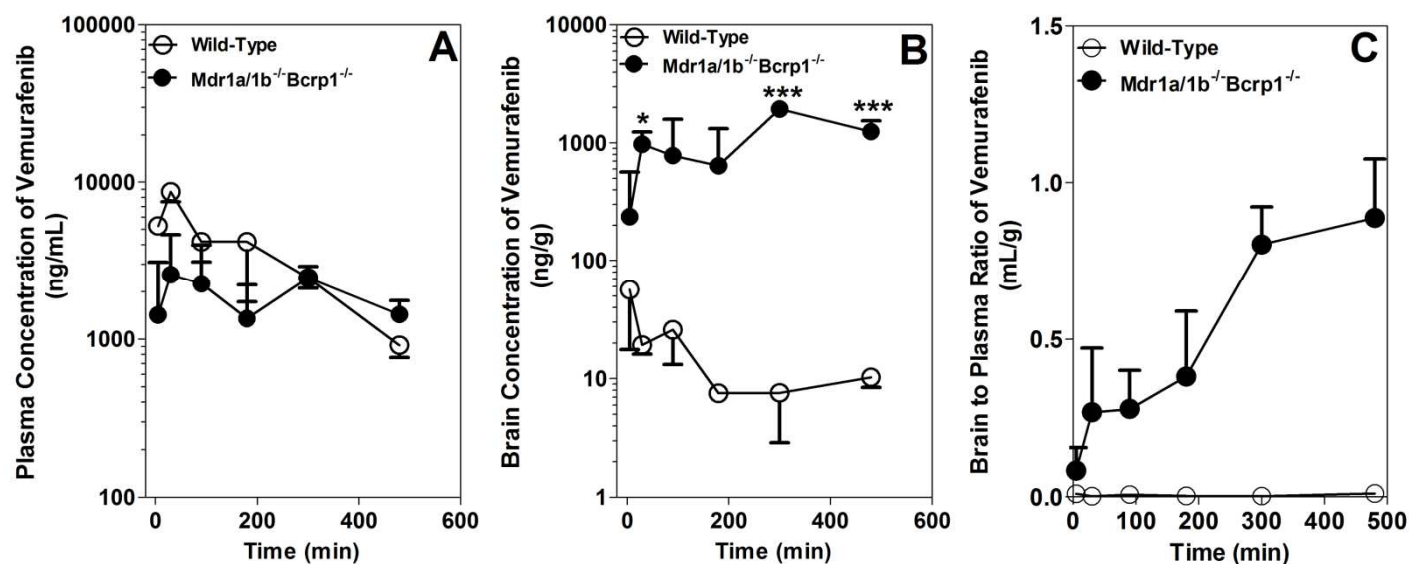 Plasma Concentration of Vemurafenib
(ng/mL)
100000
10000
1000
100
Wild-Type
Mdr1a/1b-/-Bcrp1-/-
A
0
200
400
600
Time (min)
Brain Concentration of Vemurafenib
(ng/g)
10000
1000
100
10
1
Wild-Type
Mdr1a/1b-/-Bcrp1-/-
B
*
***
***
0
200
400
600
Time (min)
Brain to Plasma Ratio of Vemurafenib
(mL/g)
1.5
1.0
0.5
0.0
Wild-Type
Mdr1a/1b-/-Bcrp1-/-
C
0
100
200
300
400
500
Time (min)